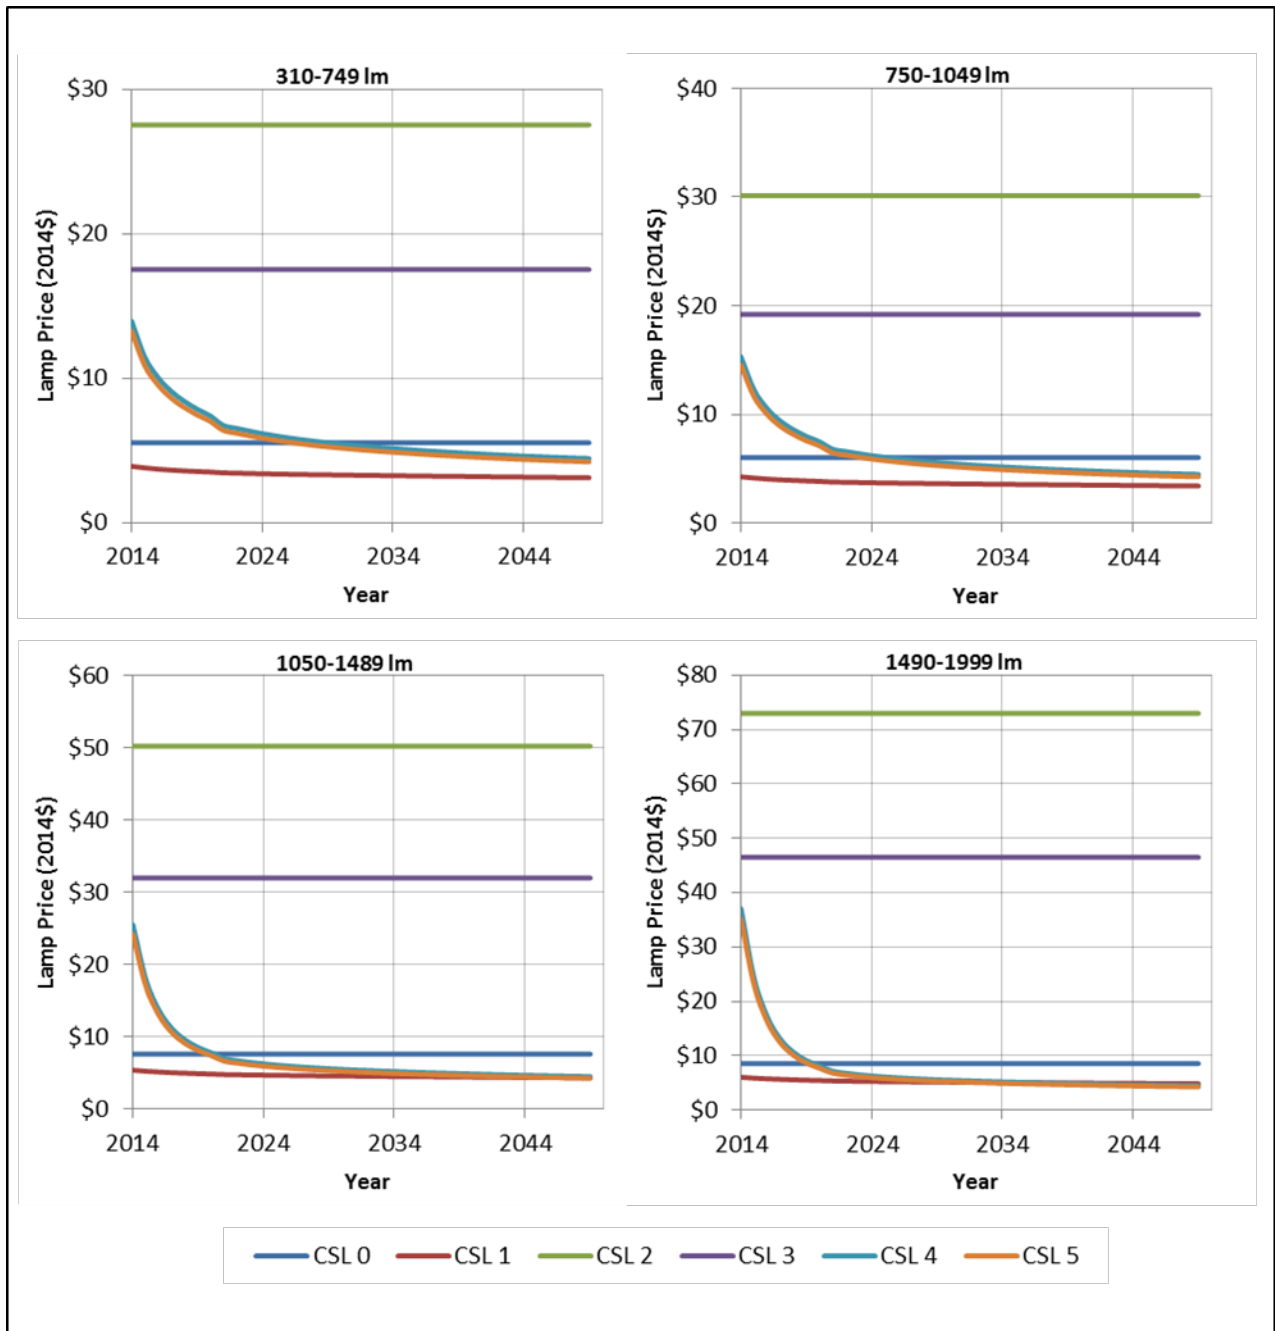 310-749 lm
$30
$20
$10
$0
Lamp Price (2014$)
2014 2024 2034 2044
Year
750-1049 lm
$40
$30
$20
$10
$0
Lamp Price (2014$)
2014 2024 2034 2044
Year
1050-1489 lm
$60
$50
$40
$30
$20
$10
$0
Lamp Price (2014$)
2014 2024 2034 2044
Year
1490-1999 lm
$80
$70
$60
$50
$40
$30
$20
$10
$0
Lamp Price (2014$)
2014 2024 2034 2044
Year
CSL 0 CSL 1 CSL 2 CSL 3 CSL 4 CSL 5